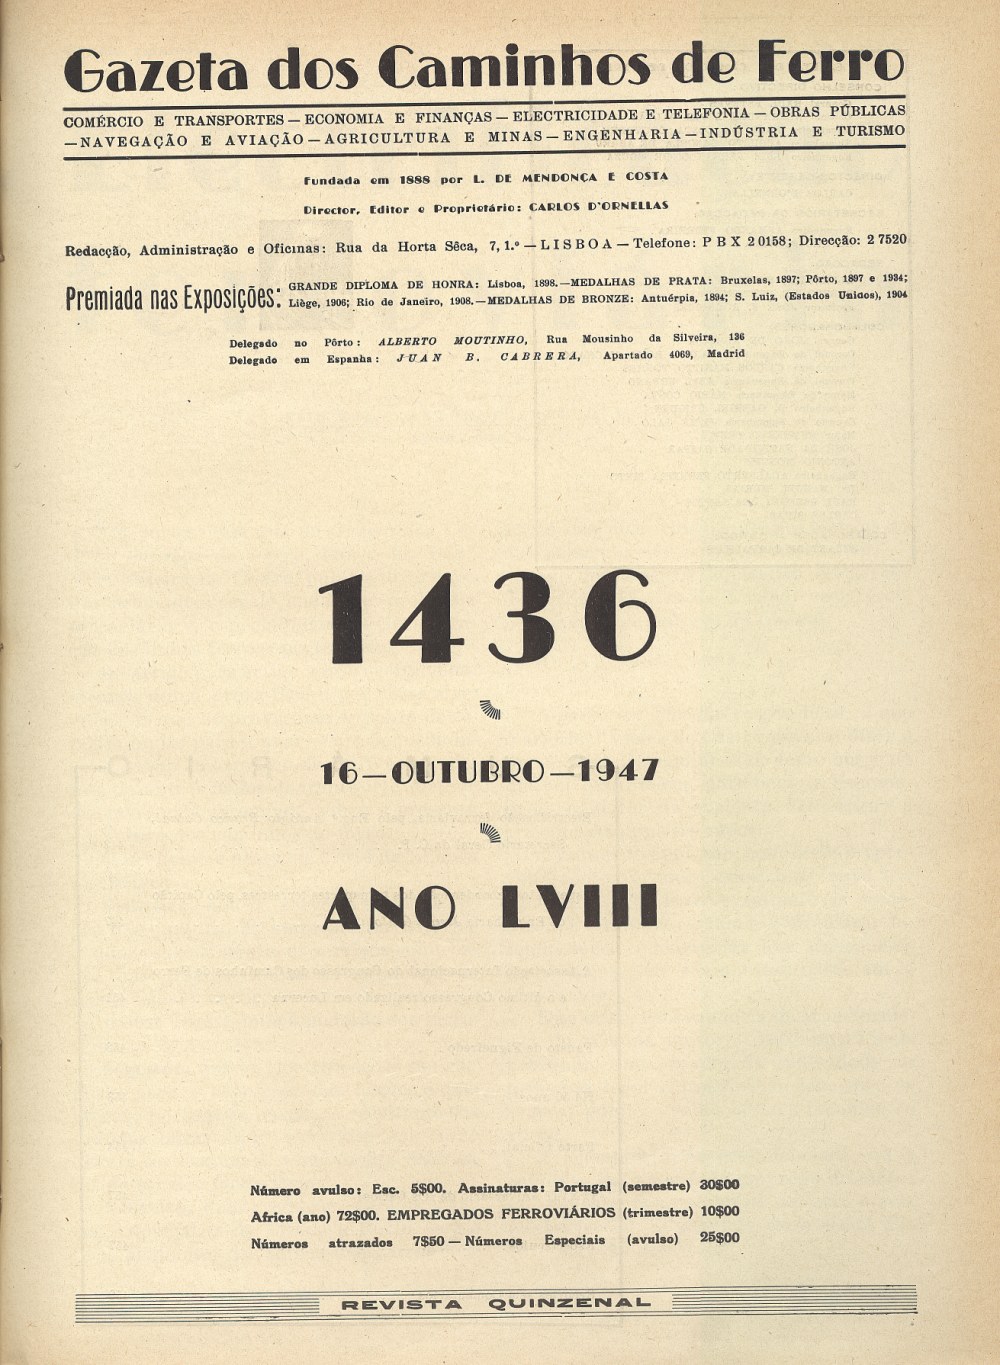 Gazeta dos Caminhos de Ferro
COMÉRCIO E TRANSPORTES — ECONOMIA E FINANÇAS — ELECTRICIDADE E TELEFONIA — OBRAS PÚBLICAS
— NAVEGAÇÃO E AVIAÇÃO — AGRICULTURA E MINAS — ENGENHARIA — INDÚSTRIA E TURISMO
Fundada em 1888 por L. DE MENDONÇA E COSTA
Director, Editor e Proprietário: CARLOS D'ORNELLAS
Redacção, Administração e Oficinas: Rua da Horta Sêca, 7, 1.º — LISBOA — Telefone: P B X 2 0158; Direcção: 2 7520
Premiada nas Exposições:
GRANDE DIPLOMA DE HONRA: Lisboa, 1898. — MEDALHAS DE PRATA: Bruxelas, 1897; Pôrto, 1897 e 1934;
Liège, 1906; Rio de Janeiro, 1908. — MEDALHAS DE BRONZE: Antuérpia, 1894; S. Luiz, (Estados Unidos), 1904
Delegado no Pôrto: ALBERTO MOUTINHO, Rua Mousinho da Silveira, 136
Delegado em Espanha: JUAN B. CABRERA, Apartado 4069, Madrid
1436
16 — OUTUBRO — 1947
ANO LVIII
Número avulso: Esc. 5$00. Assinaturas: Portugal (semestre) 30$00
Africa (ano) 72$00. EMPREGADOS FERROVIÁRIOS (trimestre) 10$00
Números atrazados 7$50 — Números Especiais (avulso) 25$00
REVISTA QUINZENAL